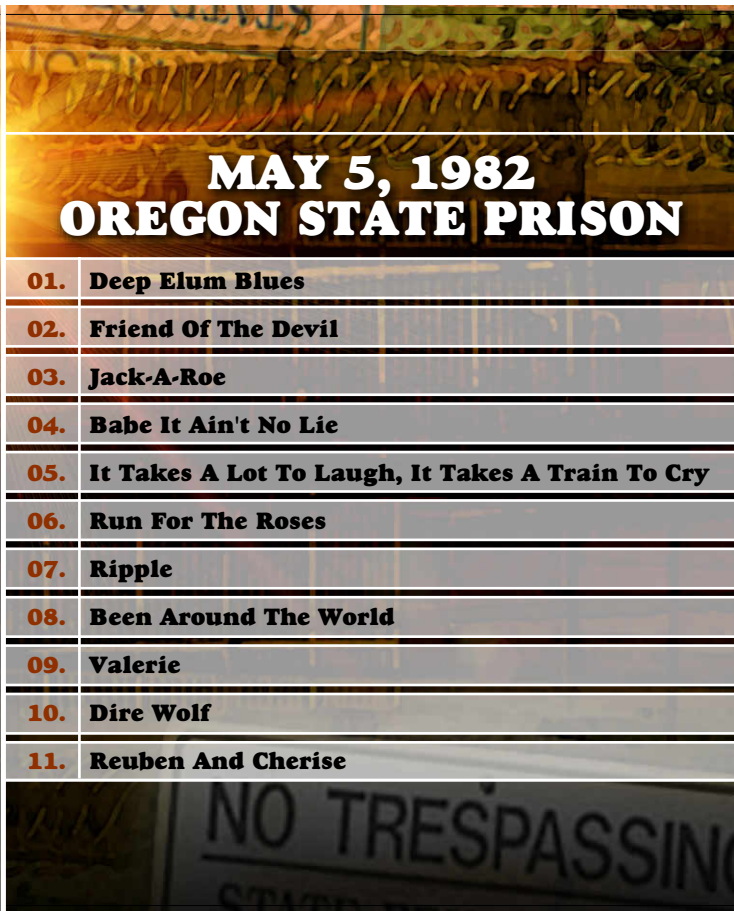 MAY 5, 1982
OREGON STATE PRISON
01. Deep Elum Blues
02. Friend Of The Devil
03. Jack-A-Roe
04. Babe It Ain't No Lie
05. It Takes A Lot To Laugh, It Takes A Train To Cry
06. Run For The Roses
07. Ripple
08. Been Around The World
09. Valerie
10. Dire Wolf
11. Reuben And Cherise
NO TRESPASSING